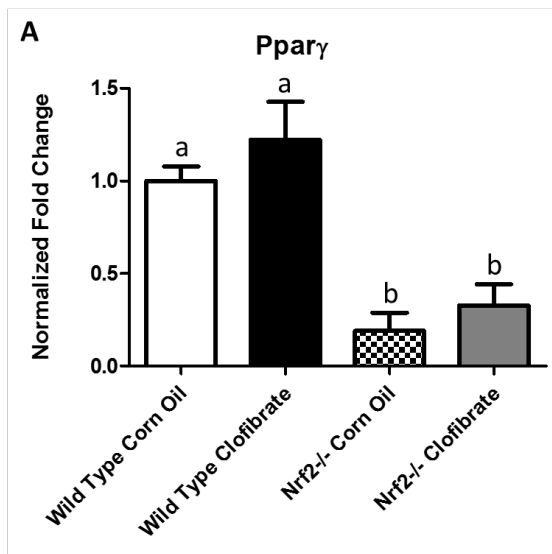 A
Pparγ
Normalized Fold Change
1.5
1.0
0.5
0.0
a
a
b
b
Wild Type Corn Oil
Wild Type Clofibrate
Nrf2-/- Corn Oil
Nrf2-/- Clofibrate